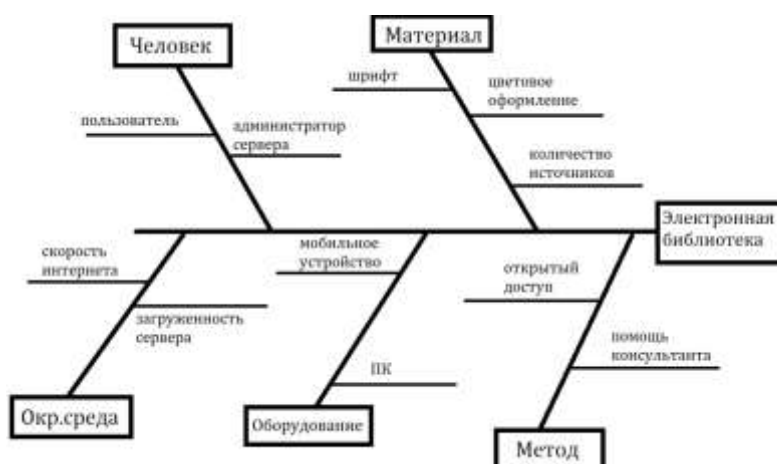 Человек
Материал
шрифт
цветовое
оформление
пользователь
администратор
сервера
количество
источников
Электронная
библиотека
скорость
интернета
мобильное
устройство
открытый
доступ
загруженность
сервера
помощь
консультанта
ПК
Окр.среда
Оборудование
Метод